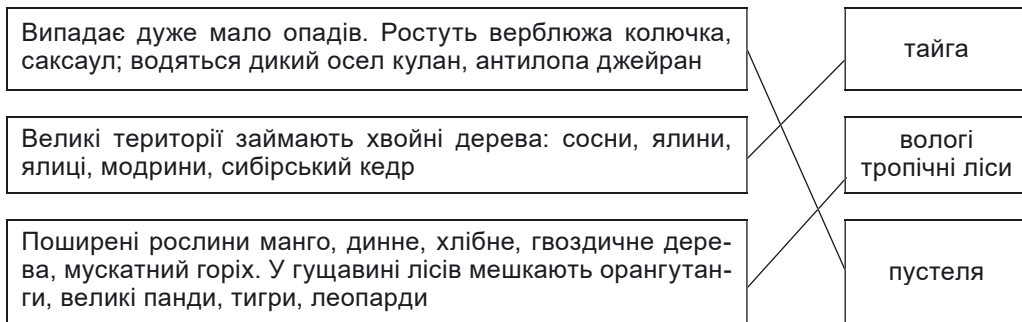 Випадає дуже мало опадів. Ростуть верблюжа колючка,
саксаул; водяться дикий осел кулан, антилопа джейран
тайга
Великі території займають хвойні дерева: сосни, ялини,
ялиці, модрини, сибірський кедр
вологі
тропічні ліси
Поширені рослини манго, динне, хлібне, гвоздичне дере-
ва, мускатний горіх. У гущавині лісів мешкають орангутан-
ги, великі панди, тигри, леопарди
пустеля